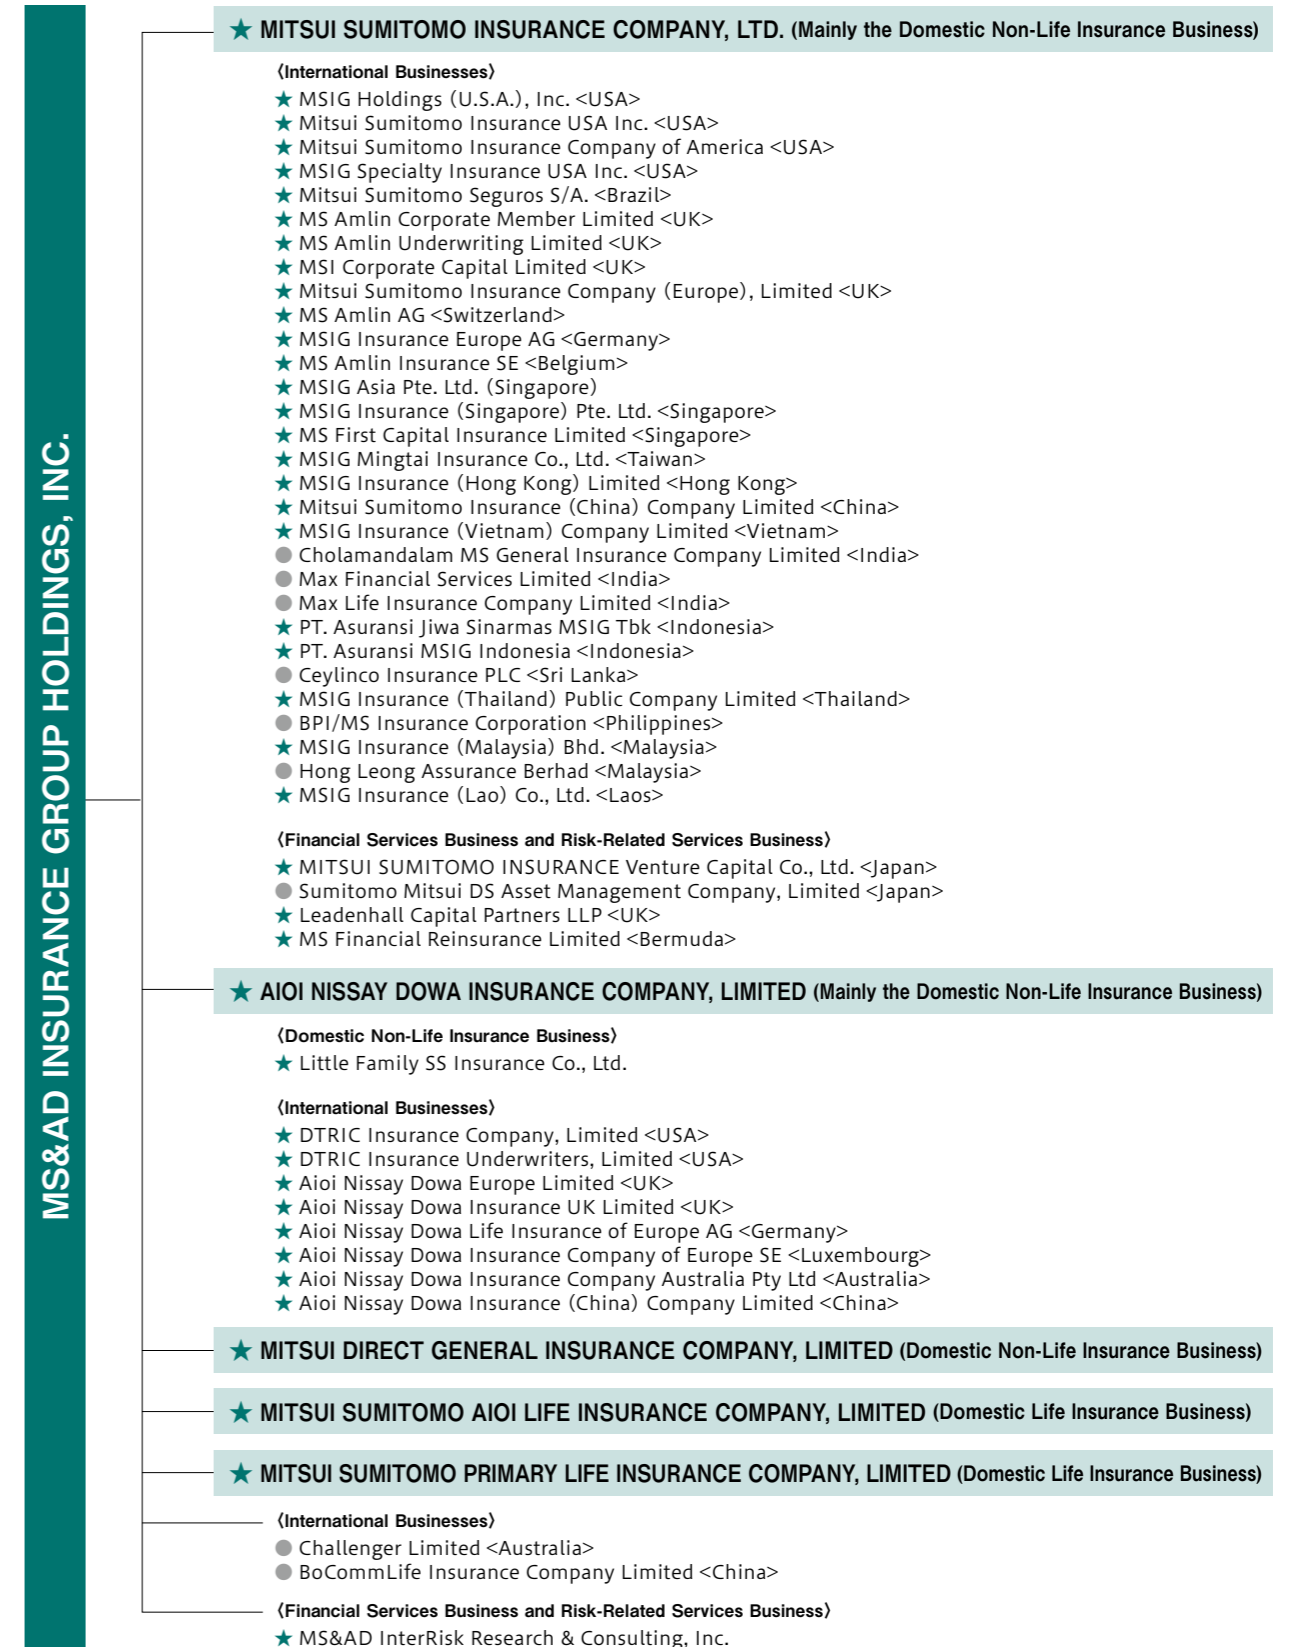 MS&AD INSURANCE GROUP HOLDINGS, INC.
★ MITSUI SUMITOMO INSURANCE COMPANY, LTD. (Mainly the Domestic Non-Life Insurance Business)
〈International Businesses〉
★ MSIG Holdings (U.S.A.), Inc. <USA>
★ Mitsui Sumitomo Insurance USA Inc. <USA>
★ Mitsui Sumitomo Insurance Company of America <USA>
★ MSIG Specialty Insurance USA Inc. <USA>
★ Mitsui Sumitomo Seguros S/A. <Brazil>
★ MS Amlin Corporate Member Limited <UK>
★ MS Amlin Underwriting Limited <UK>
★ MSI Corporate Capital Limited <UK>
★ Mitsui Sumitomo Insurance Company (Europe), Limited <UK>
★ MS Amlin AG <Switzerland>
★ MSIG Insurance Europe AG <Germany>
★ MS Amlin Insurance SE <Belgium>
★ MSIG Asia Pte. Ltd. (Singapore)
★ MSIG Insurance (Singapore) Pte. Ltd. <Singapore>
★ MS First Capital Insurance Limited <Singapore>
★ MSIG Mingtai Insurance Co., Ltd. <Taiwan>
★ MSIG Insurance (Hong Kong) Limited <Hong Kong>
★ Mitsui Sumitomo Insurance (China) Company Limited <China>
★ MSIG Insurance (Vietnam) Company Limited <Vietnam>
● Cholamandalam MS General Insurance Company Limited <India>
● Max Financial Services Limited <India>
● Max Life Insurance Company Limited <India>
★ PT. Asuransi Jiwa Sinarmas MSIG Tbk <Indonesia>
★ PT. Asuransi MSIG Indonesia <Indonesia>
● Ceylinco Insurance PLC <Sri Lanka>
★ MSIG Insurance (Thailand) Public Company Limited <Thailand>
● BPI/MS Insurance Corporation <Philippines>
★ MSIG Insurance (Malaysia) Bhd. <Malaysia>
● Hong Leong Assurance Berhad <Malaysia>
★ MSIG Insurance (Lao) Co., Ltd. <Laos>
〈Financial Services Business and Risk-Related Services Business〉
★ MITSUI SUMITOMO INSURANCE Venture Capital Co., Ltd. <Japan>
● Sumitomo Mitsui DS Asset Management Company, Limited <Japan>
★ Leadenhall Capital Partners LLP <UK>
★ MS Financial Reinsurance Limited <Bermuda>
★ AIOI NISSAY DOWA INSURANCE COMPANY, LIMITED (Mainly the Domestic Non-Life Insurance Business)
〈Domestic Non-Life Insurance Business〉
★ Little Family SS Insurance Co., Ltd.
〈International Businesses〉
★ DTRIC Insurance Company, Limited <USA>
★ DTRIC Insurance Underwriters, Limited <USA>
★ Aioi Nissay Dowa Europe Limited <UK>
★ Aioi Nissay Dowa Insurance UK Limited <UK>
★ Aioi Nissay Dowa Life Insurance of Europe AG <Germany>
★ Aioi Nissay Dowa Insurance Company of Europe SE <Luxembourg>
★ Aioi Nissay Dowa Insurance Company Australia Pty Ltd <Australia>
★ Aioi Nissay Dowa Insurance (China) Company Limited <China>
★ MITSUI DIRECT GENERAL INSURANCE COMPANY, LIMITED (Domestic Non-Life Insurance Business)
★ MITSUI SUMITOMO AIOI LIFE INSURANCE COMPANY, LIMITED (Domestic Life Insurance Business)
★ MITSUI SUMITOMO PRIMARY LIFE INSURANCE COMPANY, LIMITED (Domestic Life Insurance Business)
〈International Businesses〉
● Challenger Limited <Australia>
● BoCommLife Insurance Company Limited <China>
〈Financial Services Business and Risk-Related Services Business〉
★ MS&AD InterRisk Research & Consulting, Inc.